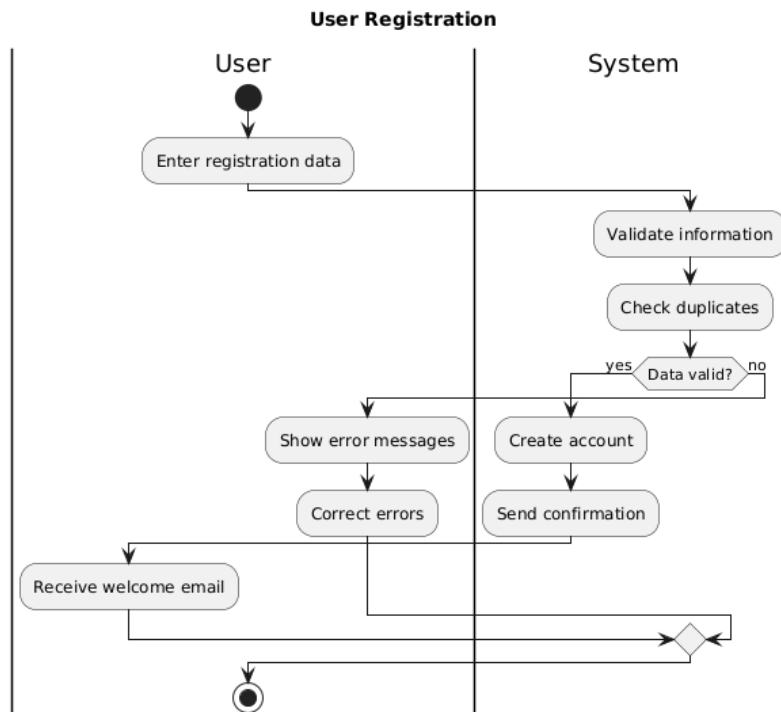 User Registration
User
System
Enter registration data
Validate information
Check duplicates
yes
Data valid?
no
Show error messages
Create account
Correct errors
Send confirmation
Receive welcome email